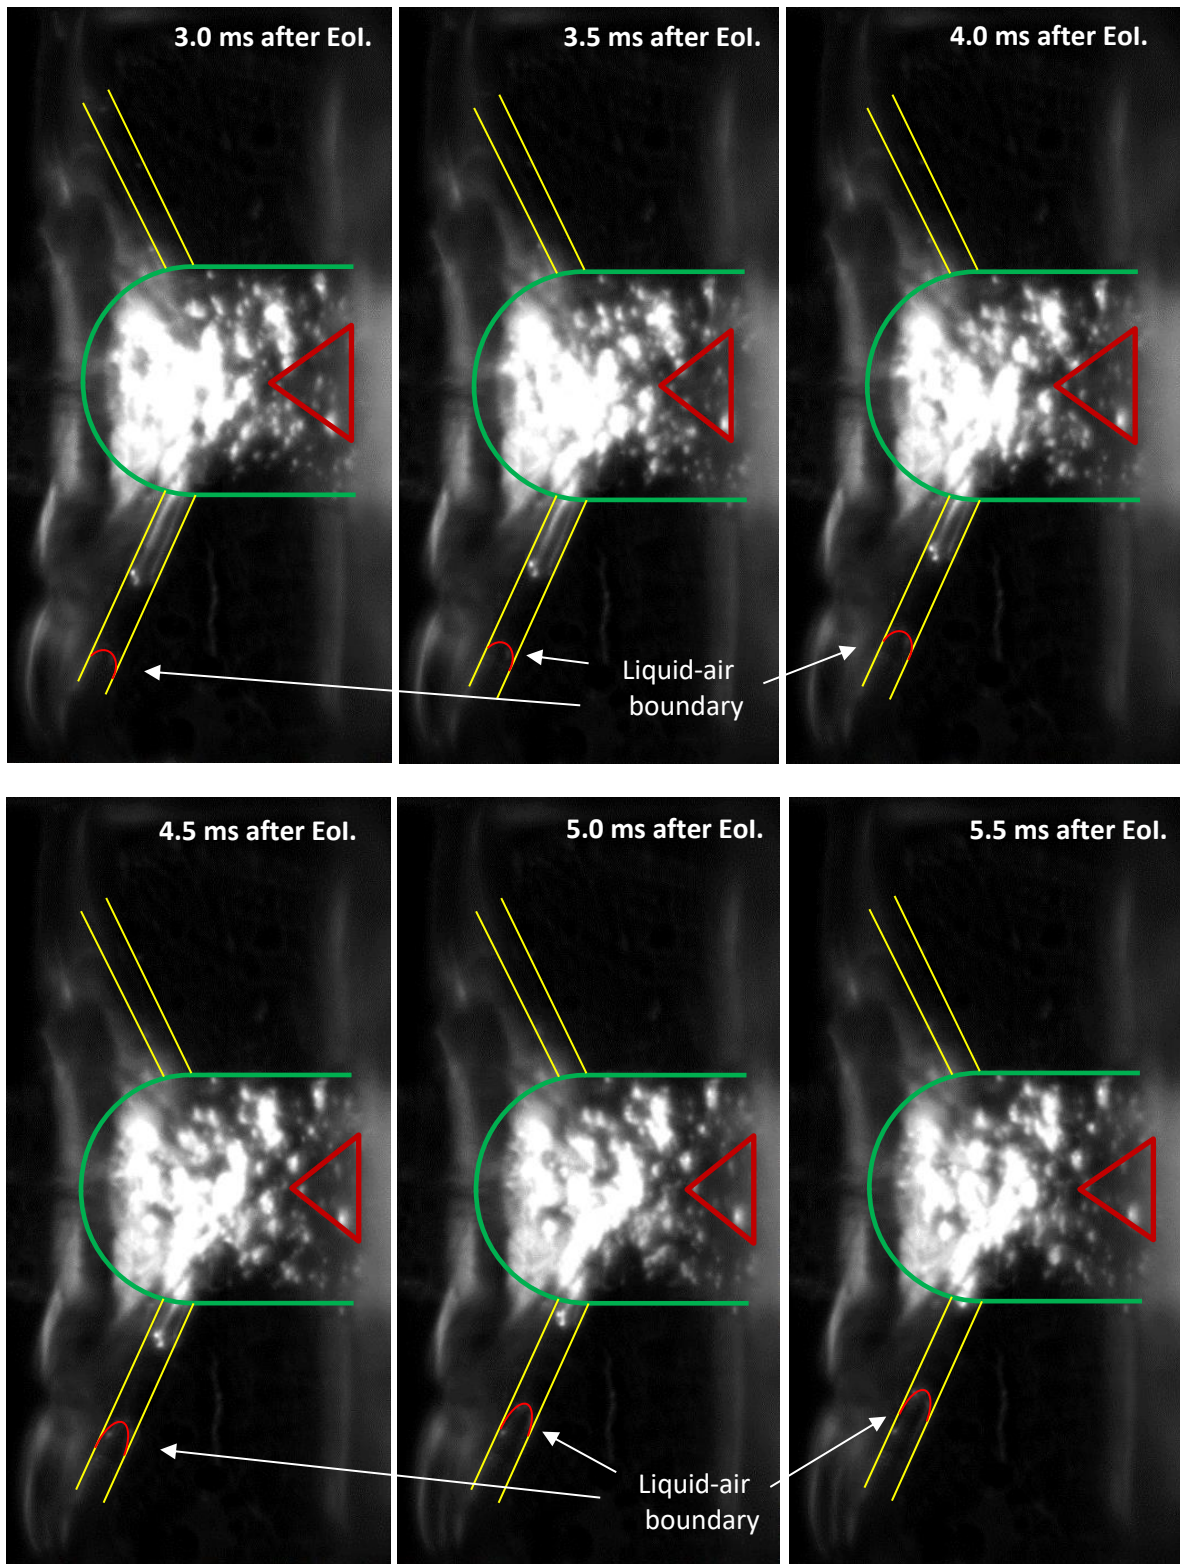 3.0 ms after EoI.
3.5 ms after EoI.
4.0 ms after EoI.
Liquid-air
boundary
4.5 ms after EoI.
5.0 ms after EoI.
5.5 ms after EoI.
Liquid-air
boundary